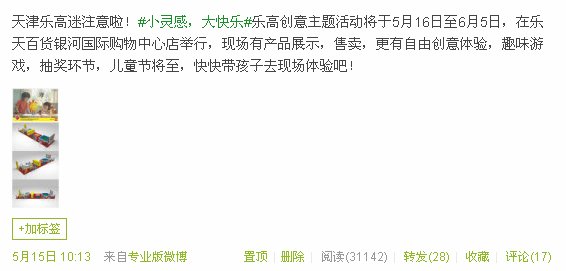 天津乐高迷注意啦！#小灵感，大快乐#乐高创意主题活动将于5月16日至6月5日，在乐
天百货银河国际购物中心店举行，现场有产品展示，售卖，更有自由创意体验，趣味游
戏，抽奖环节，儿童节将至，快快带孩子去现场体验吧！
+加标签
5月15日 10:13 来自专业版微博 置顶 | 删除 | 阅读(31142) | 转发(28) | 收藏 | 评论(17)